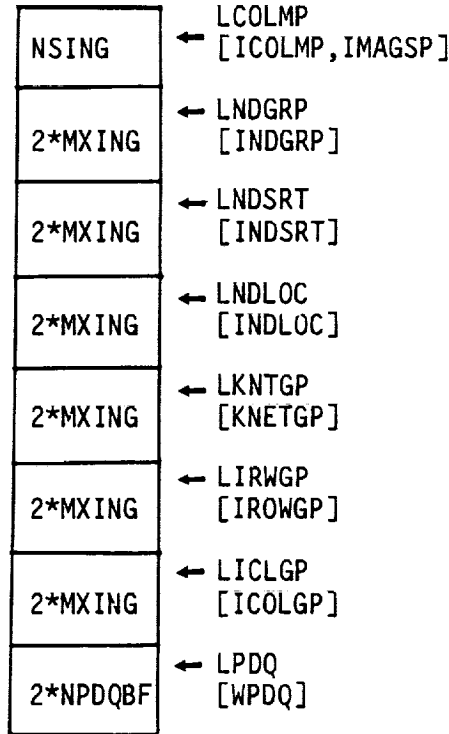 LCOLMP
NSING ← [ICOLMP,IMAGSP]
← LNDGRP
2*MXING [INDGRP]
← LNDSRT
2*MXING [INDSRT]
← LNDLOC
2*MXING [INDLOC]
← LKNTGP
2*MXING [KNETGP]
← LIRWGP
2*MXING [IROWGP]
← LICLGP
2*MXING [ICOLGP]
← LPDQ
2*NPDQBF [WPDQ]